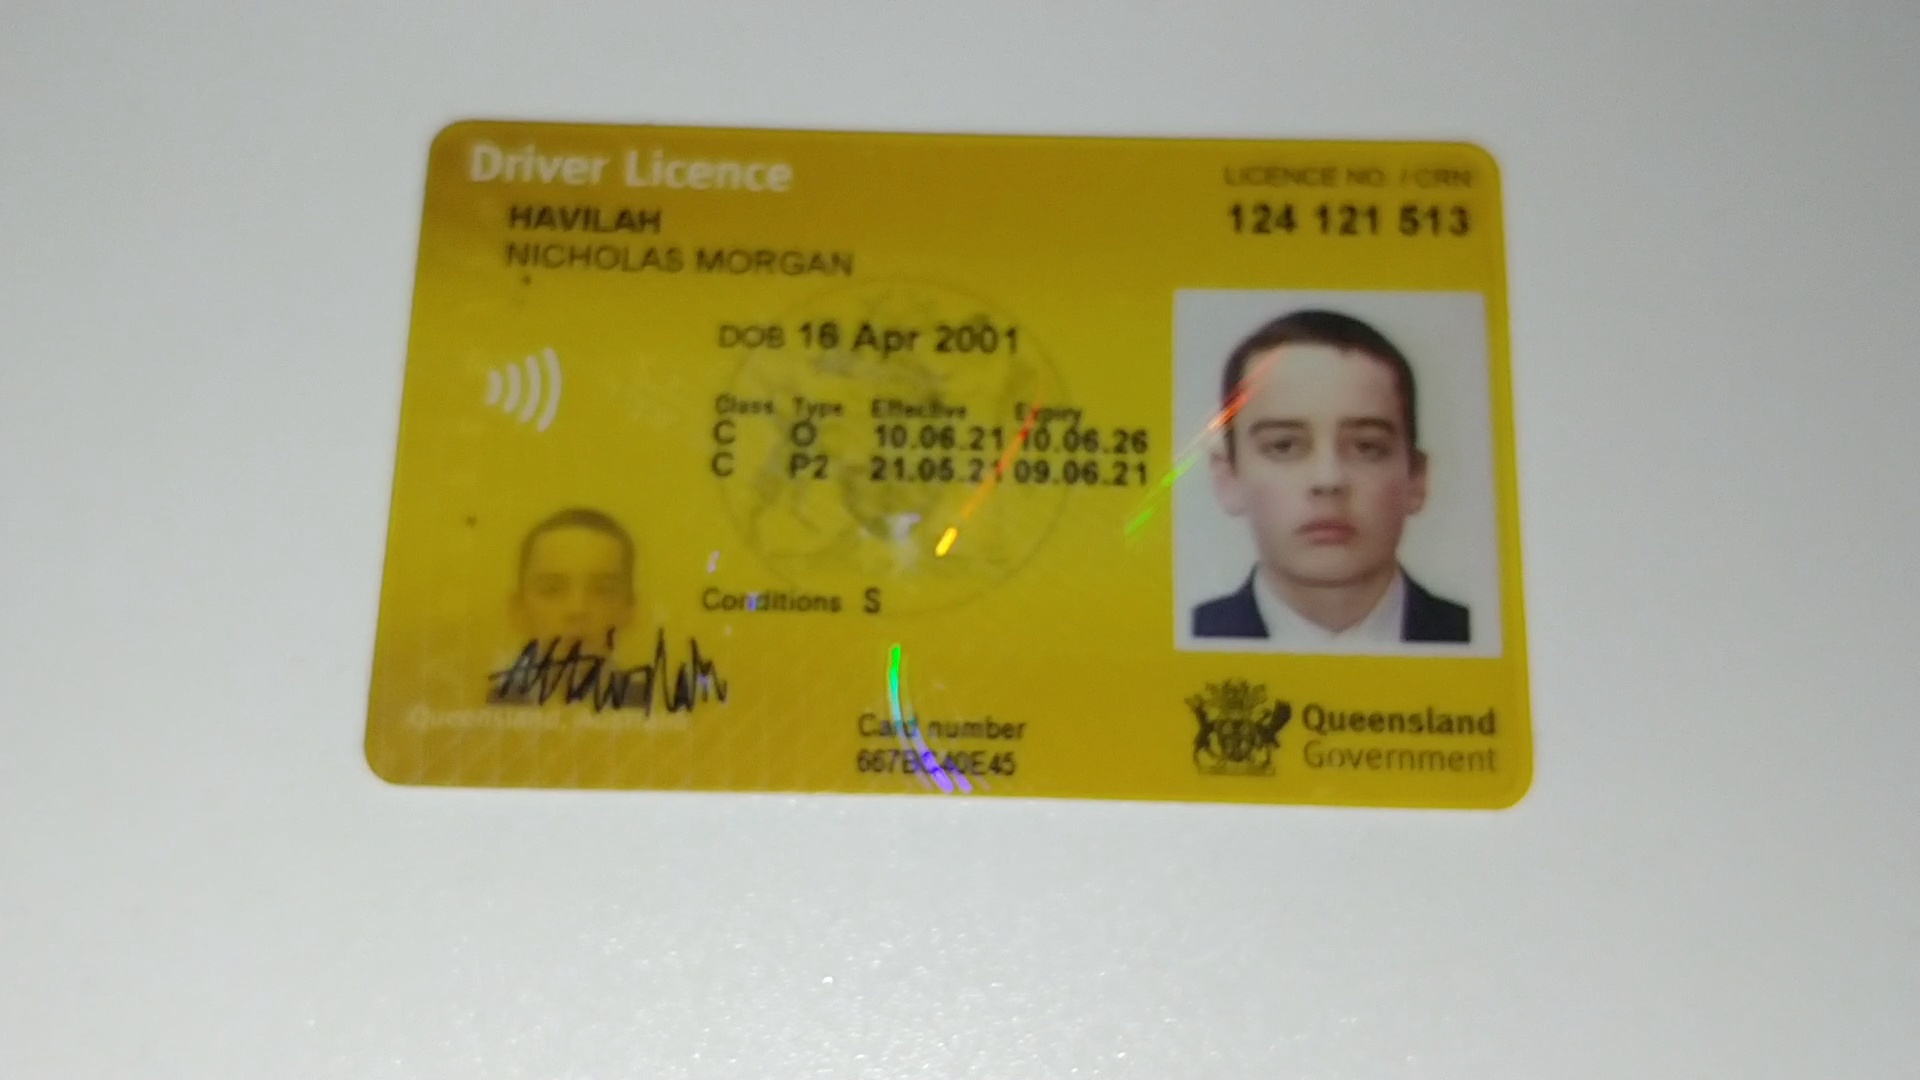 Driver Licence
LICENCE NO. / CRN
HAVILAH
124 121 513
NICHOLAS MORGAN
DOB 16 Apr 2001
Class Type Effective Expiry
C O 10.06.21 10.06.26
C P2 21.05.21 09.06.21
Conditions S
Queensland, Australia
Card number
667BC40E45
Queensland
Government